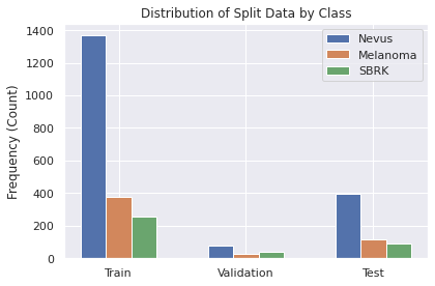 Distribution of Split Data by Class
Frequency (Count)
1400
1200
1000
800
600
400
200
0
Nevus
Melanoma
SBRK
Train Validation Test